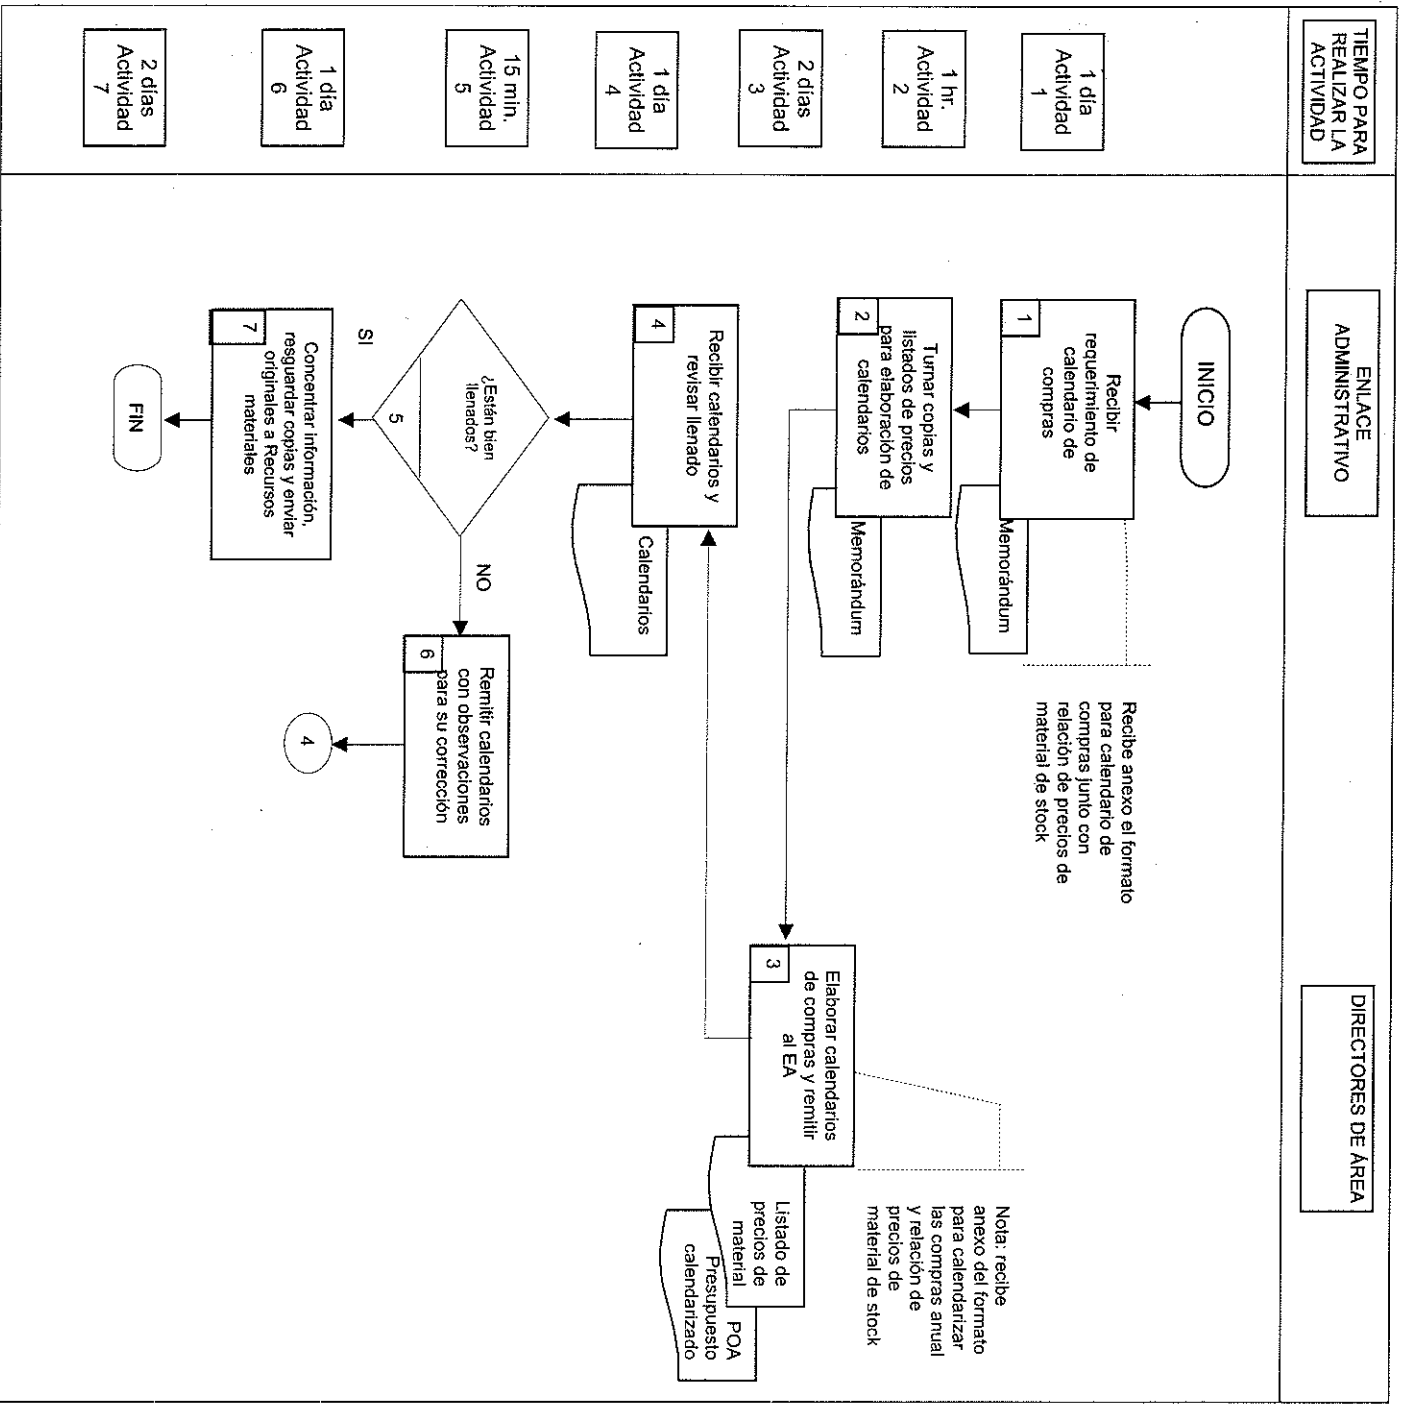 TIEMPO PARA
REALIZAR LA
ACTIVIDAD
ENLACE
ADMINISTRATIVO
DIRECTORES DE ÁREA
1 día
Actividad
1
1 hr.
Actividad
2
2 días
Actividad
3
1 día
Actividad
4
15 min.
Actividad
5
1 día
Actividad
6
2 días
Actividad
7
INICIO
Recibir
requerimiento de
calendario de
compras
1
Memorándum
Recibe anexo el formato
para calendario de
compras junto con
relación de precios de
material de stock
Turnar copias y
listados de precios
para elaboración de
calendarios
2
Memorándum
Elaborar calendarios
de compras y remitir
al EA
3
Listado de
precios de
material
POA
Presupuesto
calendarizado
Nota: recibe
anexo del formato
para calendarizar
las compras anual
y relación de
precios de
material de stock
Recibir calendarios y
revisar llenado
4
Calendarios
¿Están bien
llenados?
5
NO
SI
Remitir calendarios
con observaciones
para su corrección
6
4
Concentrar información,
resguardar copias y enviar
originales a Recursos
materiales
7
FIN